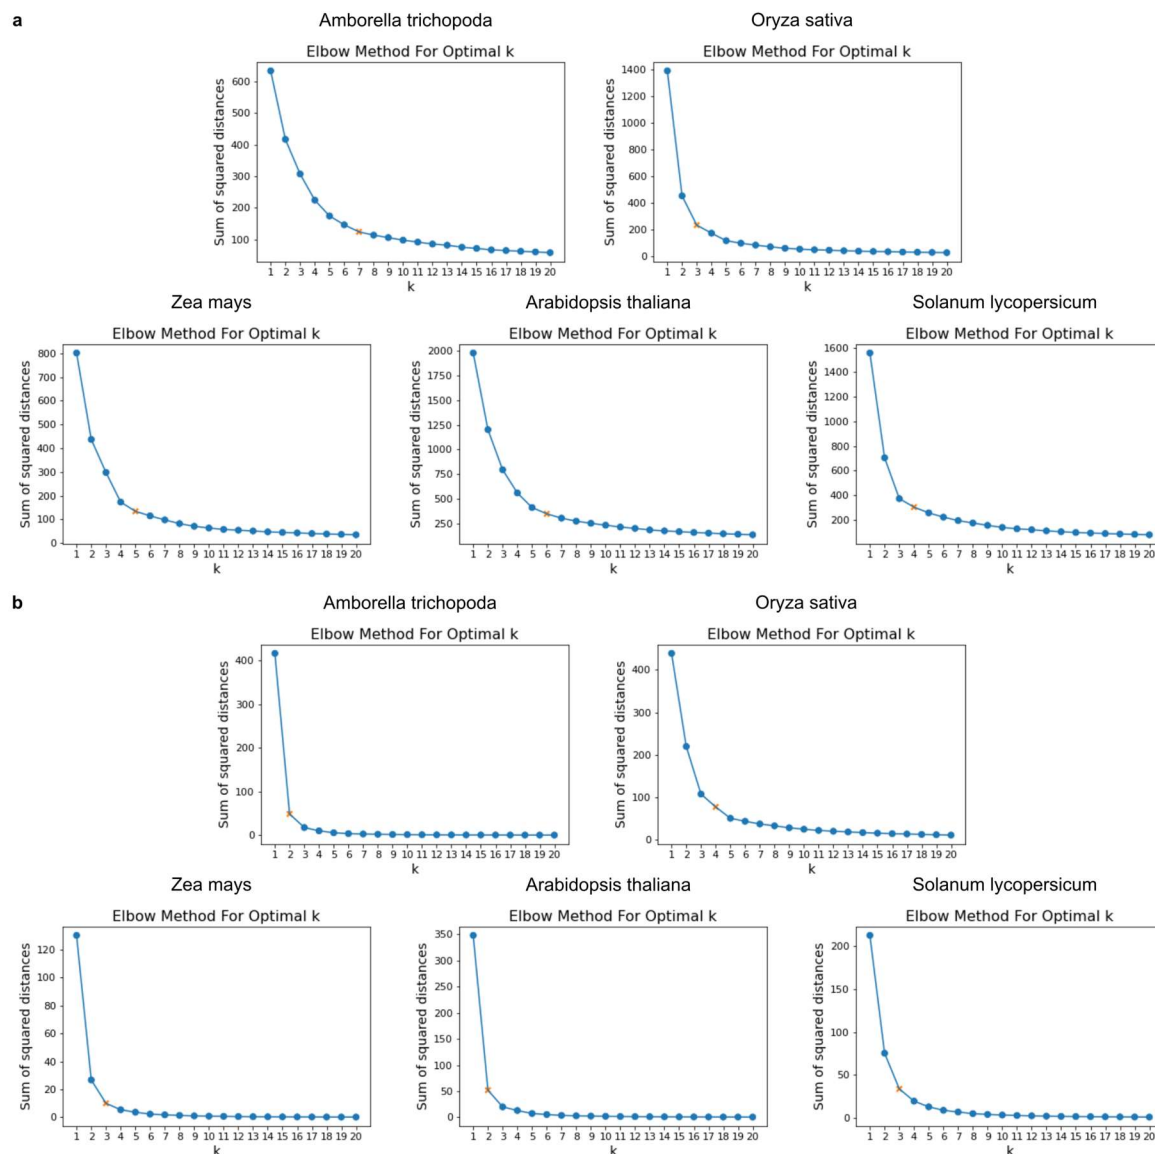 a
Amborella trichopoda
Oryza sativa
Elbow Method For Optimal k
Elbow Method For Optimal k
Sum of squared distances
600
500
400
300
200
100
1 2 3 4 5 6 7 8 9 10 11 12 13 14 15 16 17 18 19 20
k
Sum of squared distances
1400
1200
1000
800
600
400
200
0
1 2 3 4 5 6 7 8 9 10 11 12 13 14 15 16 17 18 19 20
k
Zea mays
Arabidopsis thaliana
Solanum lycopersicum
Elbow Method For Optimal k
Elbow Method For Optimal k
Elbow Method For Optimal k
Sum of squared distances
800
700
600
500
400
300
200
100
0
1 2 3 4 5 6 7 8 9 10 11 12 13 14 15 16 17 18 19 20
k
Sum of squared distances
2000
1750
1500
1250
1000
750
500
250
1 2 3 4 5 6 7 8 9 10 11 12 13 14 15 16 17 18 19 20
k
Sum of squared distances
1600
1400
1200
1000
800
600
400
200
1 2 3 4 5 6 7 8 9 10 11 12 13 14 15 16 17 18 19 20
k
b
Amborella trichopoda
Oryza sativa
Elbow Method For Optimal k
Elbow Method For Optimal k
Sum of squared distances
400
300
200
100
0
1 2 3 4 5 6 7 8 9 10 11 12 13 14 15 16 17 18 19 20
k
Sum of squared distances
400
300
200
100
0
1 2 3 4 5 6 7 8 9 10 11 12 13 14 15 16 17 18 19 20
k
Zea mays
Arabidopsis thaliana
Solanum lycopersicum
Elbow Method For Optimal k
Elbow Method For Optimal k
Elbow Method For Optimal k
Sum of squared distances
120
100
80
60
40
20
0
1 2 3 4 5 6 7 8 9 10 11 12 13 14 15 16 17 18 19 20
k
Sum of squared distances
350
300
250
200
150
100
50
0
1 2 3 4 5 6 7 8 9 10 11 12 13 14 15 16 17 18 19 20
k
Sum of squared distances
200
150
100
50
0
1 2 3 4 5 6 7 8 9 10 11 12 13 14 15 16 17 18 19 20
k